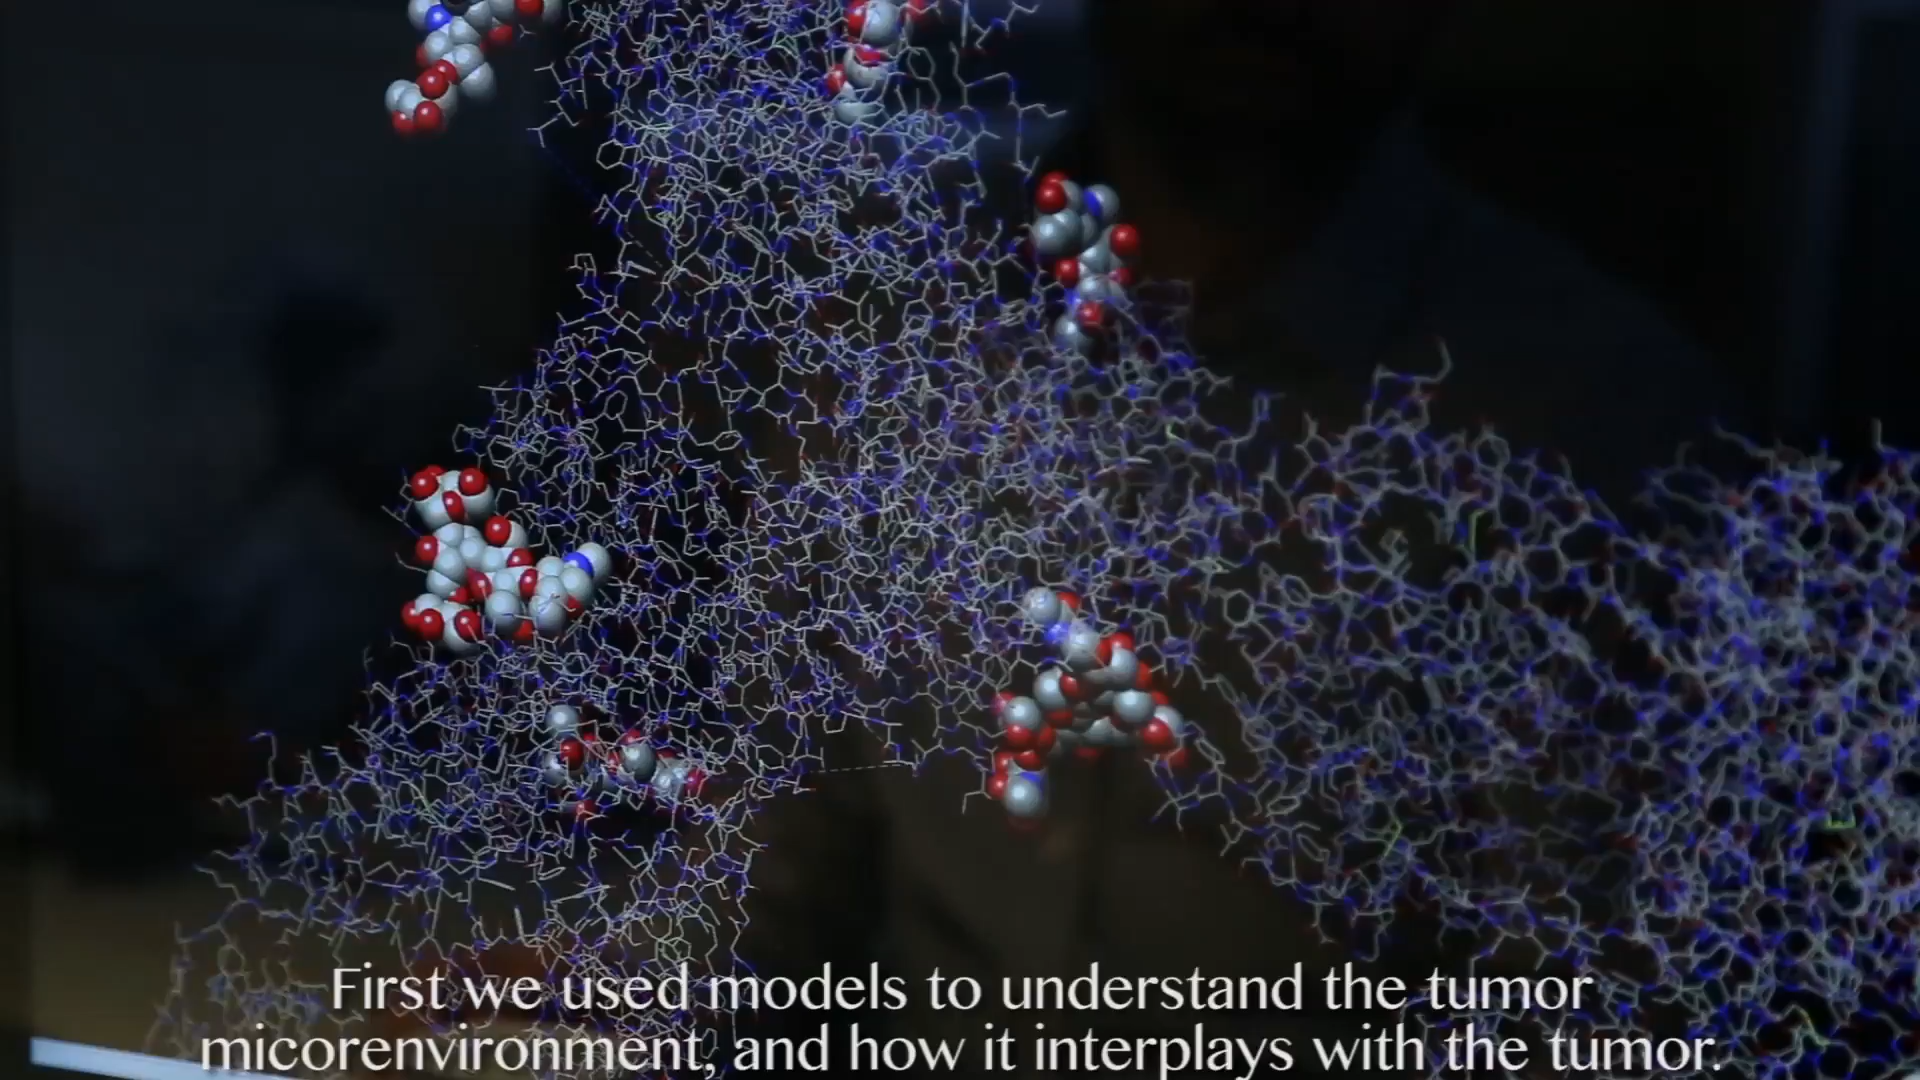 First we used models to understand the tumor
micorenvironment, and how it interplays with the tumor.